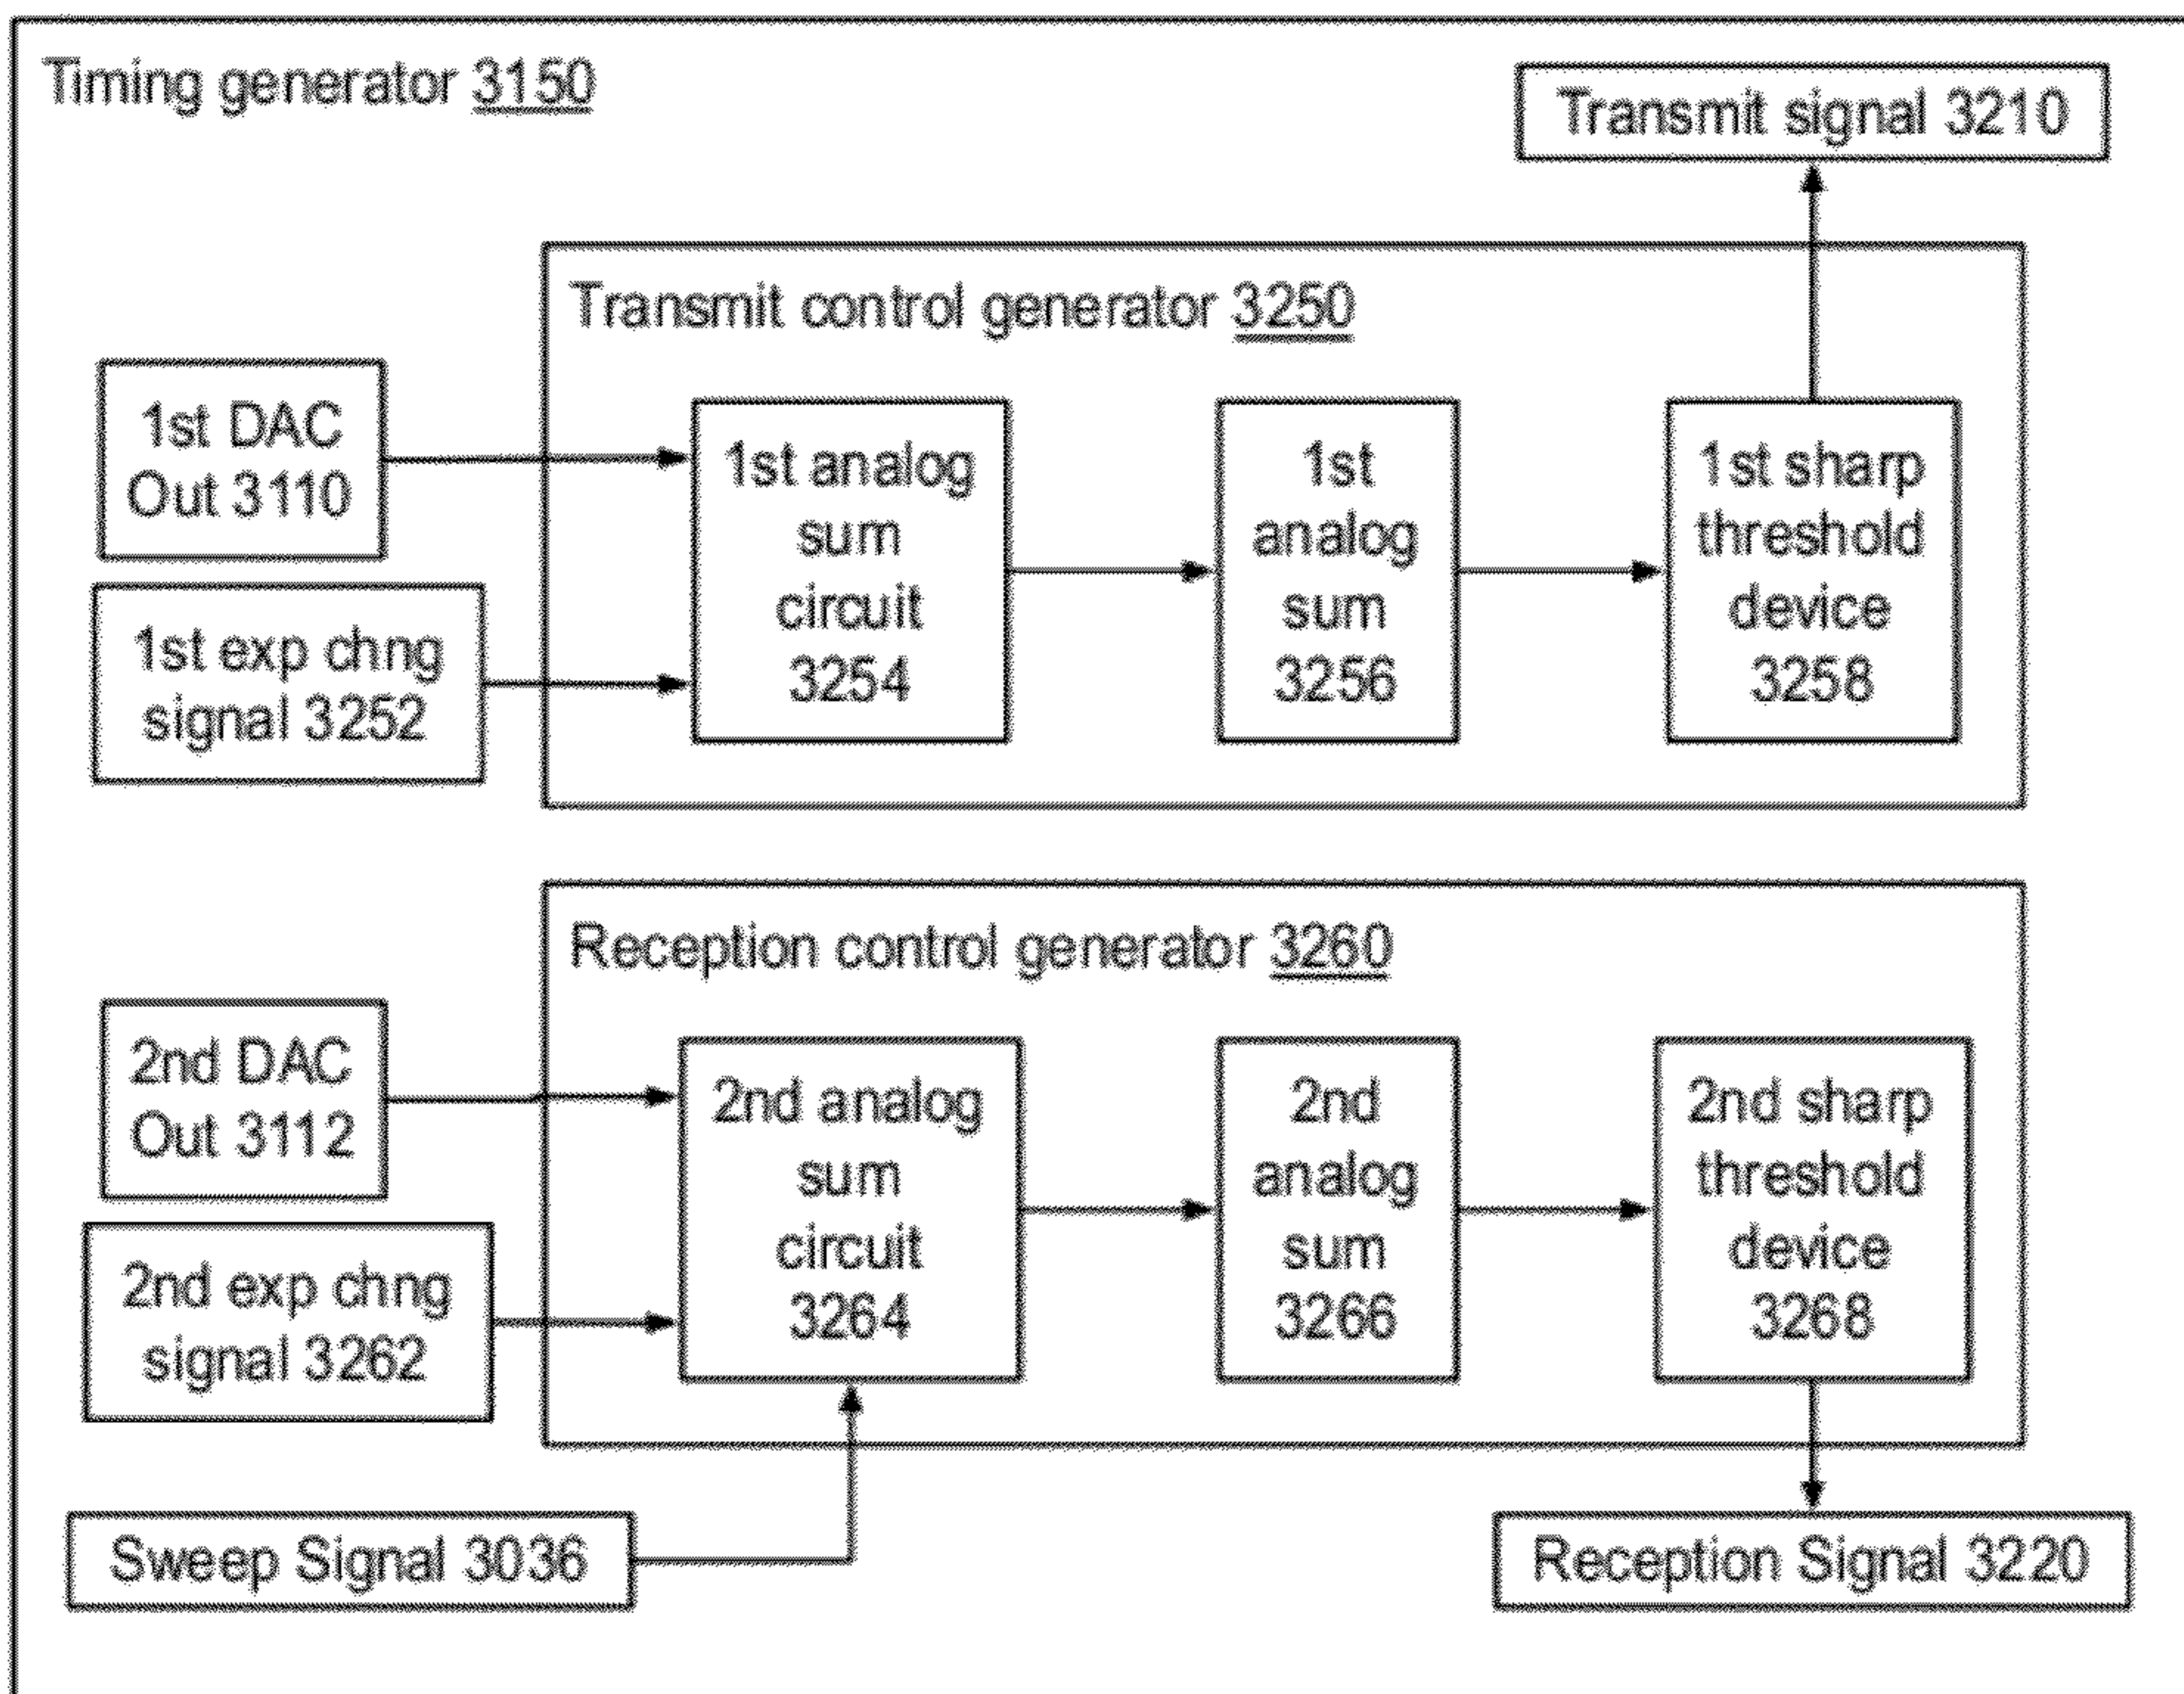 Timing generator 3150
Transmit signal 3210
Transmit control generator 3250
1st DAC
Out 3110
1st exp chng
signal 3252
1st analog
sum
circuit
3254
1st
analog
sum
3256
1st sharp
threshold
device
3258
Reception control generator 3260
2nd DAC
Out 3112
2nd exp chng
signal 3262
2nd analog
sum
circuit
3264
2nd
analog
sum
3266
2nd sharp
threshold
device
3268
Sweep Signal 3036
Reception Signal 3220